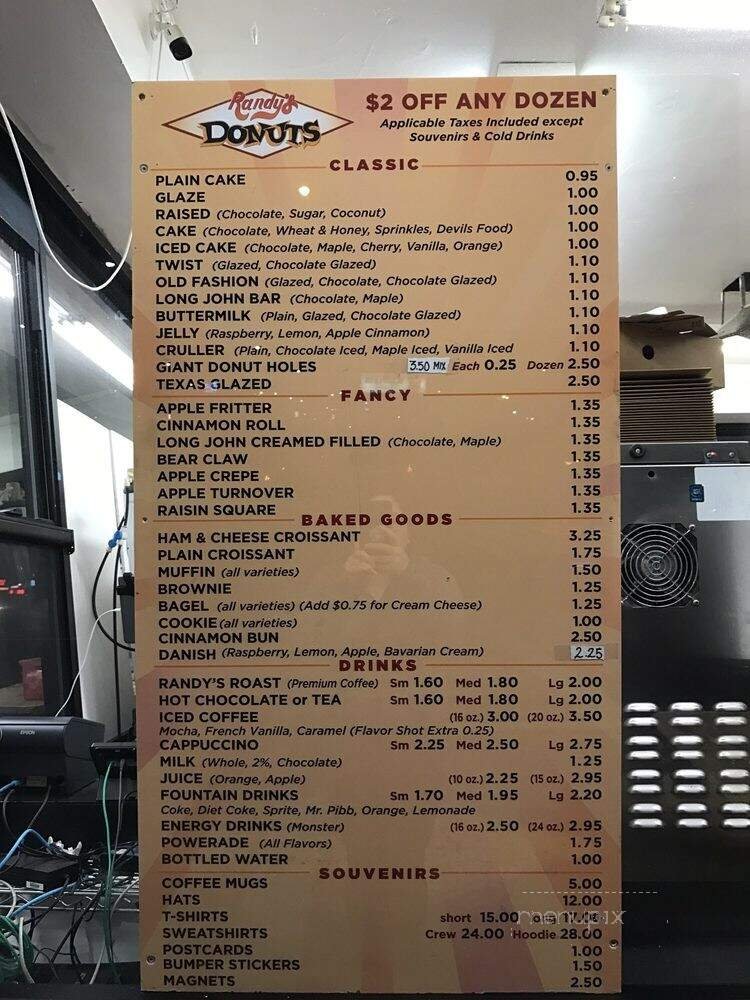 Randy's
DONUTS
$2 OFF ANY DOZEN
Applicable Taxes Included except
Souvenirs & Cold Drinks
CLASSIC
PLAIN CAKE 0.95
GLAZE 1.00
RAISED (Chocolate, Sugar, Coconut) 1.00
CAKE (Chocolate, Wheat & Honey, Sprinkles, Devils Food) 1.00
ICED CAKE (Chocolate, Maple, Cherry, Vanilla, Orange) 1.00
TWIST (Glazed, Chocolate Glazed) 1.10
OLD FASHION (Glazed, Chocolate, Chocolate Glazed) 1.10
LONG JOHN BAR (Chocolate, Maple) 1.10
BUTTERMILK (Plain, Glazed, Chocolate Glazed) 1.10
JELLY (Raspberry, Lemon, Apple Cinnamon) 1.10
CRULLER (Plain, Chocolate Iced, Maple Iced, Vanilla Iced 1.10
GIANT DONUT HOLES 3.50 MIX Each 0.25 Dozen 2.50
TEXAS GLAZED 2.50
FANCY
APPLE FRITTER 1.35
CINNAMON ROLL 1.35
LONG JOHN CREAMED FILLED (Chocolate, Maple) 1.35
BEAR CLAW 1.35
APPLE CREPE 1.35
APPLE TURNOVER 1.35
RAISIN SQUARE 1.35
BAKED GOODS
HAM & CHEESE CROISSANT 3.25
PLAIN CROISSANT 1.75
MUFFIN (all varieties) 1.50
BROWNIE 1.25
BAGEL (all varieties) (Add $0.75 for Cream Cheese) 1.25
COOKIE (all varieties) 1.00
CINNAMON BUN 2.50
DANISH (Raspberry, Lemon, Apple, Bavarian Cream) 2.25
DRINKS
RANDY'S ROAST (Premium Coffee) Sm 1.60 Med 1.80 Lg 2.00
HOT CHOCOLATE or TEA Sm 1.60 Med 1.80 Lg 2.00
ICED COFFEE (16 oz.) 3.00 (20 oz.) 3.50
Mocha, French Vanilla, Caramel (Flavor Shot Extra 0.25)
CAPPUCCINO Sm 2.25 Med 2.50 Lg 2.75
MILK (Whole, 2%, Chocolate) 1.25
JUICE (Orange, Apple) (10 oz.) 2.25 (15 oz.) 2.95
FOUNTAIN DRINKS Sm 1.70 Med 1.95 Lg 2.20
Coke, Diet Coke, Sprite, Mr. Pibb, Orange, Lemonade
ENERGY DRINKS (Monster) (16 oz.) 2.50 (24 oz.) 2.95
POWERADE (All Flavors) 1.75
BOTTLED WATER 1.00
SOUVENIRS
COFFEE MUGS 5.00
HATS 12.00
T-SHIRTS short 15.00 long 17.00
menupix
SWEATSHIRTS Crew 24.00 Hoodie 28.00
POSTCARDS 1.00
BUMPER STICKERS 1.50
MAGNETS 2.50
EPSON